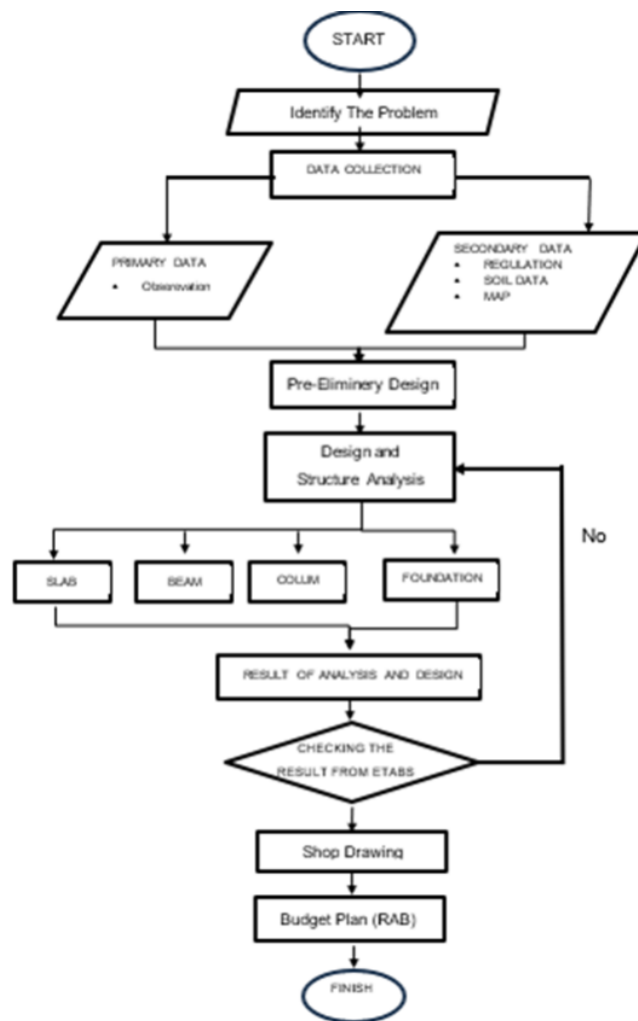 START
Identify The Problem
DATA COLLECTION
PRIMARY DATA
• Obserevation
SECONDARY DATA
• REGULATION
• SOIL DATA
• MAP
Pre-Eliminery Design
Design and
Structure Analysis
No
SLAB
BEAM
COLUM
FOUNDATION
RESULT OF ANALYSIS AND DESIGN
CHECKING THE
RESULT FROM ETABS
Shop Drawing
Budget Plan (RAB)
FINISH